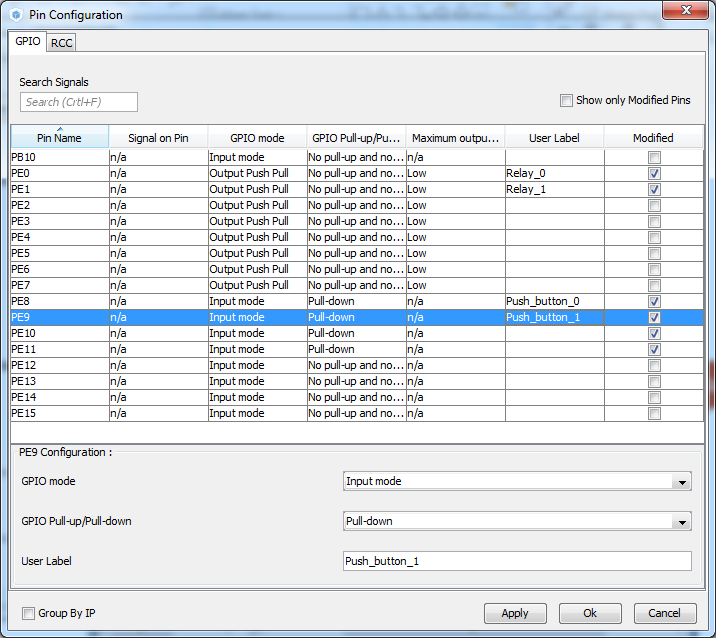 Pin Configuration
GPIO RCC
Search Signals
Search (Crtl+F)
Show only Modified Pins
Pin Name Signal on Pin GPIO mode GPIO Pull-up/Pu... Maximum outpu... User Label Modified
PB10 n/a Input mode No pull-up and no... n/a
PE0 n/a Output Push Pull No pull-up and no... Low Relay_0
PE1 n/a Output Push Pull No pull-up and no... Low Relay_1
PE2 n/a Output Push Pull No pull-up and no... Low
PE3 n/a Output Push Pull No pull-up and no... Low
PE4 n/a Output Push Pull No pull-up and no... Low
PE5 n/a Output Push Pull No pull-up and no... Low
PE6 n/a Output Push Pull No pull-up and no... Low
PE7 n/a Output Push Pull No pull-up and no... Low
PE8 n/a Input mode Pull-down n/a Push_button_0
PE9 n/a Input mode Pull-down n/a Push_button_1
PE10 n/a Input mode Pull-down n/a
PE11 n/a Input mode Pull-down n/a
PE12 n/a Input mode No pull-up and no... n/a
PE13 n/a Input mode No pull-up and no... n/a
PE14 n/a Input mode No pull-up and no... n/a
PE15 n/a Input mode No pull-up and no... n/a
PE9 Configuration :
GPIO mode Input mode
GPIO Pull-up/Pull-down Pull-down
User Label Push_button_1
Group By IP Apply Ok Cancel